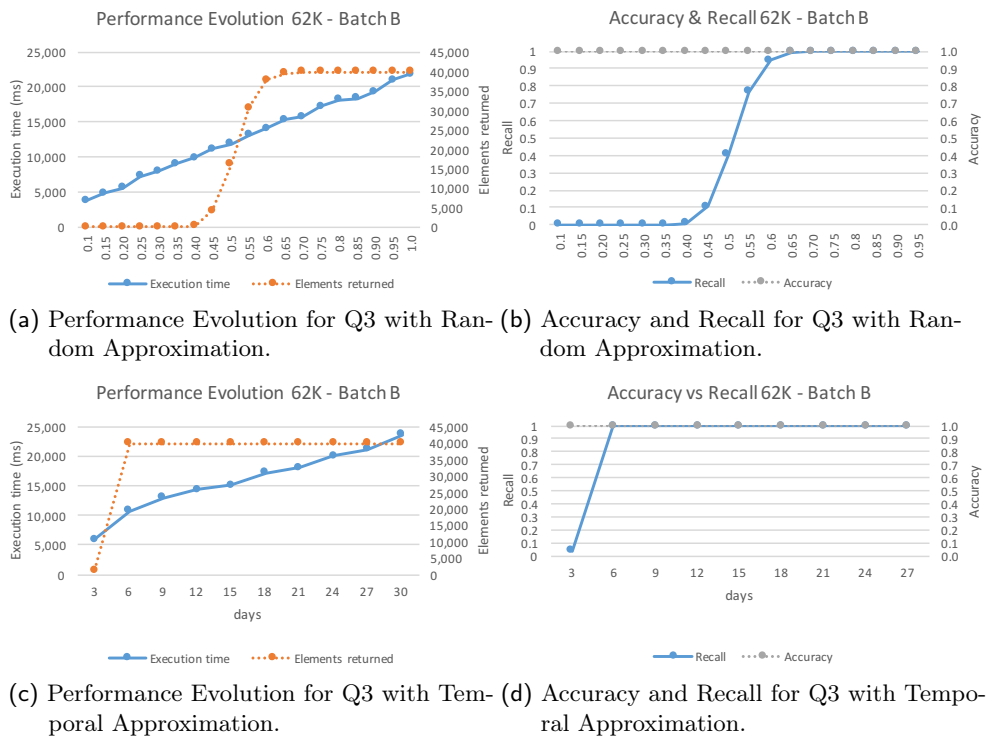 Performance Evolution 62K - Batch B
25,000
20,000
15,000
10,000
5,000
0
Execution time (ms)
45,000
40,000
35,000
30,000
25,000
20,000
15,000
10,000
5,000
0
Elements returned
0.1 0.15 0.20 0.25 0.30 0.35 0.40 0.45 0.5 0.55 0.60 0.65 0.70 0.75 0.8 0.85 0.90 0.95 1.0
Execution time Elements returned
(a) Performance Evolution for Q3 with Ran-
dom Approximation.
Accuracy & Recall 62K - Batch B
1
0.9
0.8
0.7
0.6
0.5
0.4
0.3
0.2
0.1
0
Recall
1.0
0.9
0.8
0.7
0.6
0.5
0.4
0.3
0.2
0.1
0.0
Accuracy
0.1 0.15 0.20 0.25 0.30 0.35 0.40 0.45 0.5 0.55 0.6 0.65 0.70 0.75 0.8 0.85 0.90 0.95
Recall Accuracy
(b) Accuracy and Recall for Q3 with Ran-
dom Approximation.
Performance Evolution 62K - Batch B
25,000
20,000
15,000
10,000
5,000
0
Execution time (ms)
45,000
40,000
35,000
30,000
25,000
20,000
15,000
10,000
5,000
0
Elements returned
3 6 9 12 15 18 21 24 27 30
days
Execution time Elements returned
(c) Performance Evolution for Q3 with Tem-
poral Approximation.
Accuracy vs Recall 62K - Batch B
1
0.9
0.8
0.7
0.6
0.5
0.4
0.3
0.2
0.1
0
Recall
1.0
0.9
0.8
0.7
0.6
0.5
0.4
0.3
0.2
0.1
0.0
Accuracy
3 6 9 12 15 18 21 24 27
days
Recall Accuracy
(d) Accuracy and Recall for Q3 with Tempo-
ral Approximation.